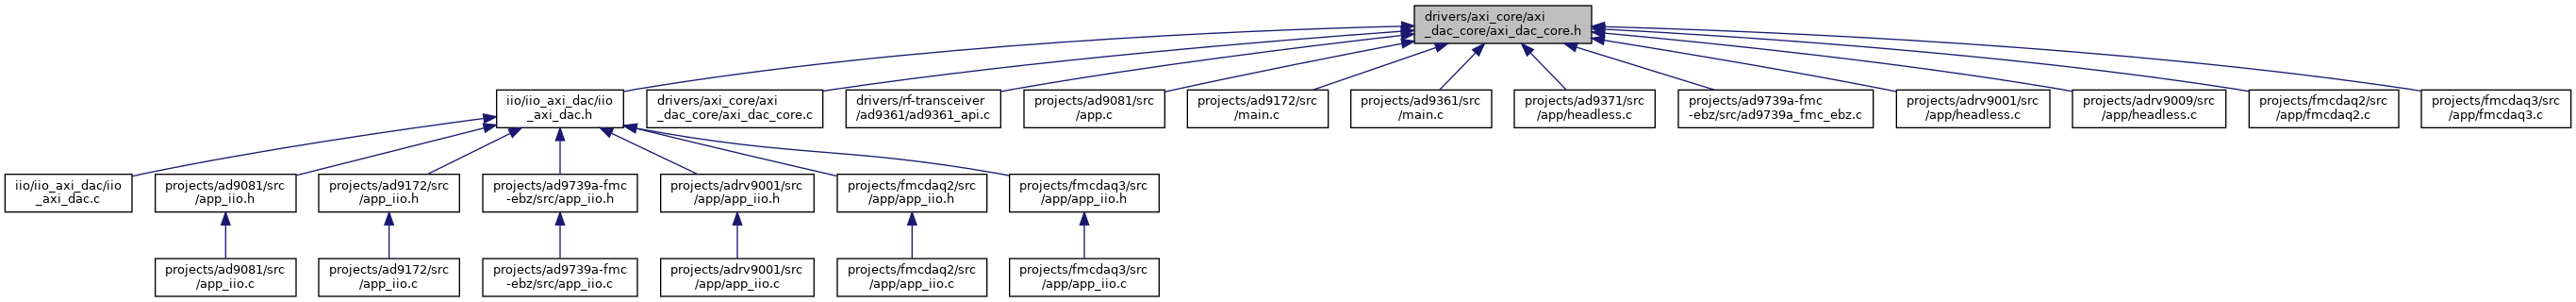 drivers/axi_core/axi
_dac_core/axi_dac_core.h
iio/iio_axi_dac/iio
_axi_dac.h
drivers/axi_core/axi
_dac_core/axi_dac_core.c
drivers/rf-transceiver
/ad9361/ad9361_api.c
projects/ad9081/src
/app.c
projects/ad9172/src
/main.c
projects/ad9361/src
/main.c
projects/ad9371/src
/app/headless.c
projects/ad9739a-fmc
-ebz/src/ad9739a_fmc_ebz.c
projects/adrv9001/src
/app/headless.c
projects/adrv9009/src
/app/headless.c
projects/fmcdaq2/src
/app/fmcdaq2.c
projects/fmcdaq3/src
/app/fmcdaq3.c
iio/iio_axi_dac/iio
_axi_dac.c
projects/ad9081/src
/app_iio.h
projects/ad9172/src
/app_iio.h
projects/ad9739a-fmc
-ebz/src/app_iio.h
projects/adrv9001/src
/app/app_iio.h
projects/fmcdaq2/src
/app/app_iio.h
projects/fmcdaq3/src
/app/app_iio.h
projects/ad9081/src
/app_iio.c
projects/ad9172/src
/app_iio.c
projects/ad9739a-fmc
-ebz/src/app_iio.c
projects/adrv9001/src
/app/app_iio.c
projects/fmcdaq2/src
/app/app_iio.c
projects/fmcdaq3/src
/app/app_iio.c